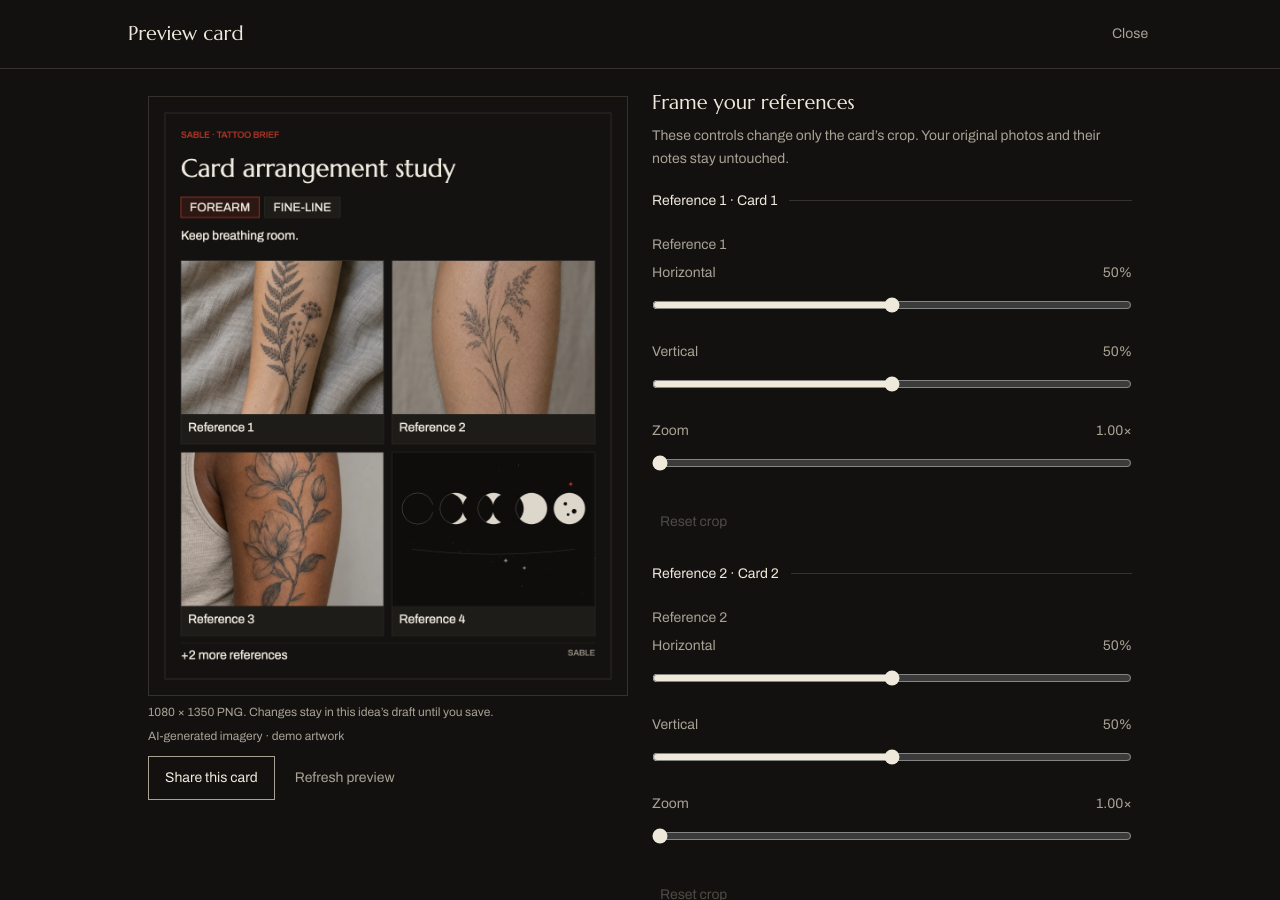 Preview card
Close
SABLE · TATTOO BRIEF
Card arrangement study
FOREARM
FINE-LINE
Keep breathing room.
Reference 1
Reference 2
Reference 3
Reference 4
+2 more references
SABLE
1080 × 1350 PNG. Changes stay in this idea’s draft until you save.
AI-generated imagery · demo artwork
Share this card
Refresh preview
Frame your references
These controls change only the card’s crop. Your original photos and their
notes stay untouched.
Reference 1 · Card 1
Reference 1
Horizontal
50%
Vertical
50%
Zoom
1.00×
Reset crop
Reference 2 · Card 2
Reference 2
Horizontal
50%
Vertical
50%
Zoom
1.00×
Reset crop